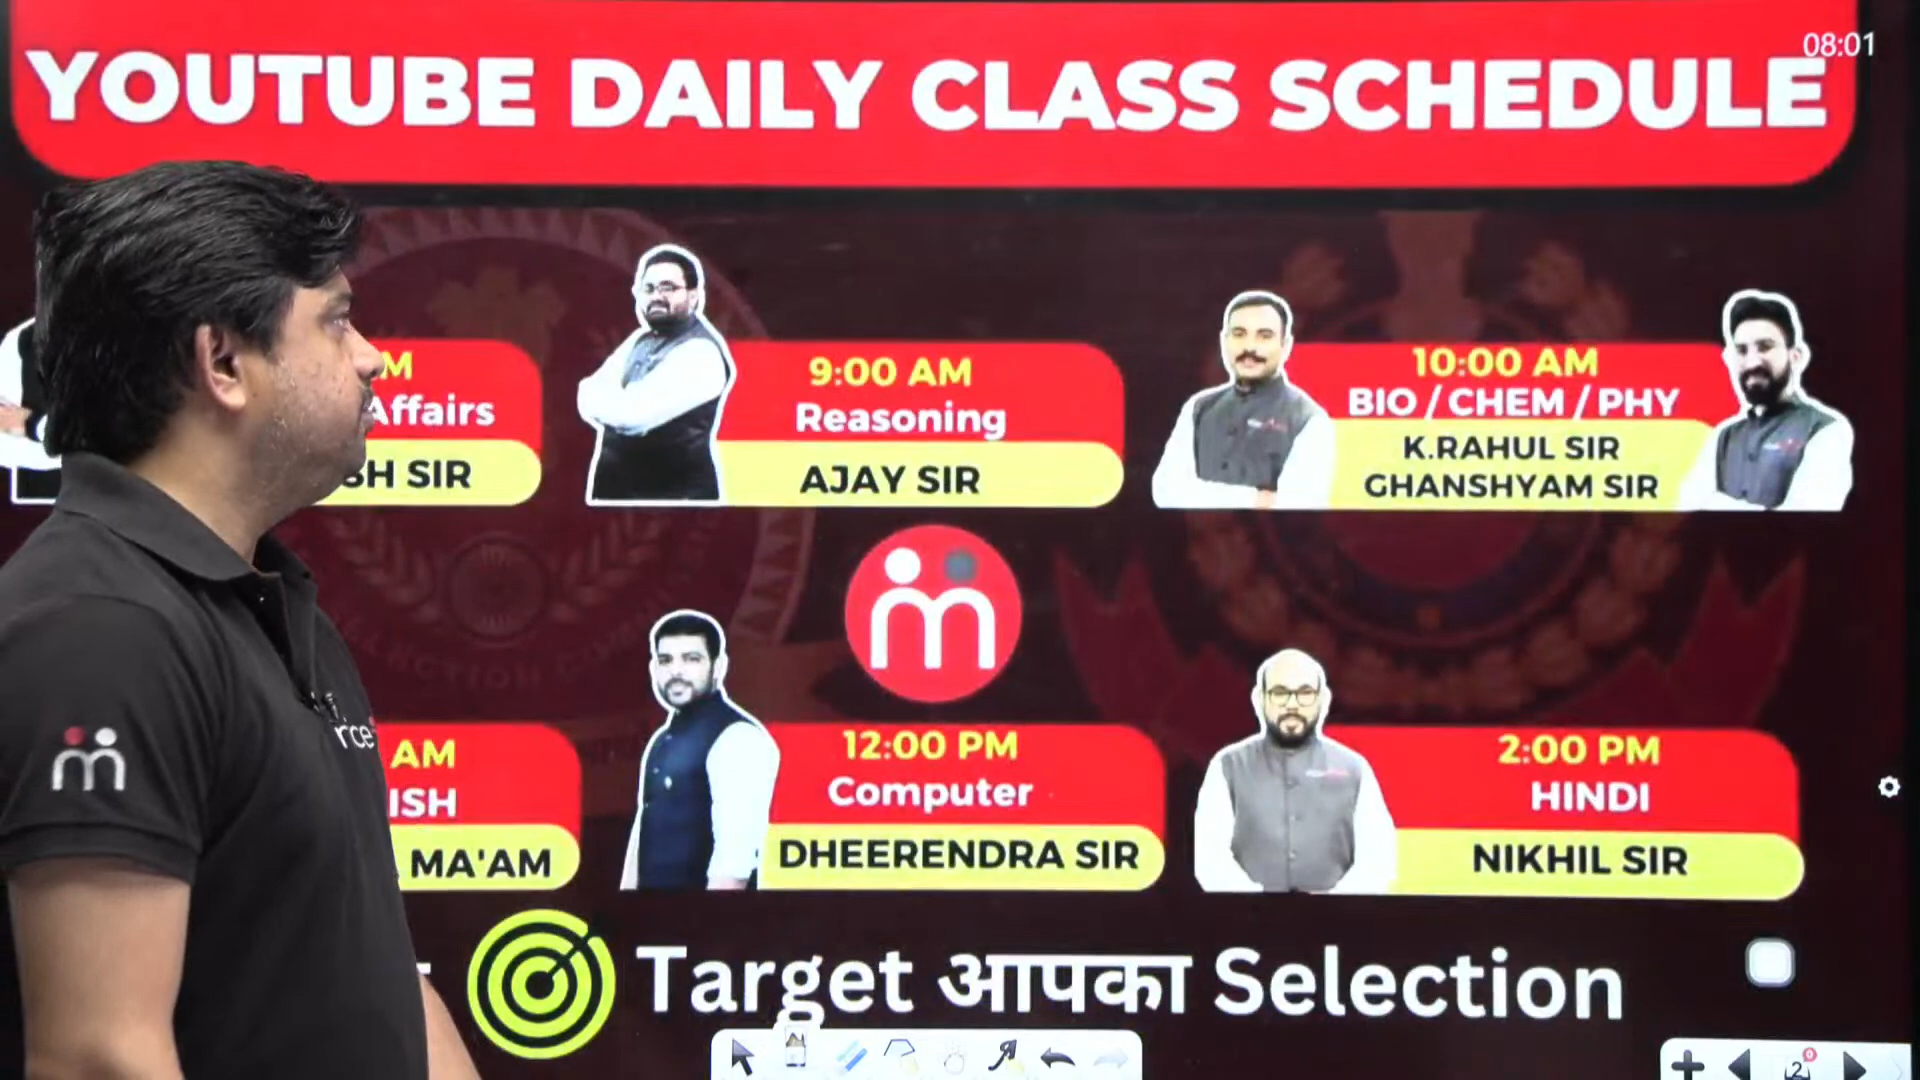 08:01
YOUTUBE DAILY CLASS SCHEDULE
Affairs
SIR
9:00 AM
Reasoning
AJAY SIR
10:00 AM
BIO / CHEM / PHY
K.RAHUL SIR
GHANSHYAM SIR
AM
MA'AM
12:00 PM
Computer
DHEERENDRA SIR
2:00 PM
HINDI
NIKHIL SIR
Target आपका Selection
2